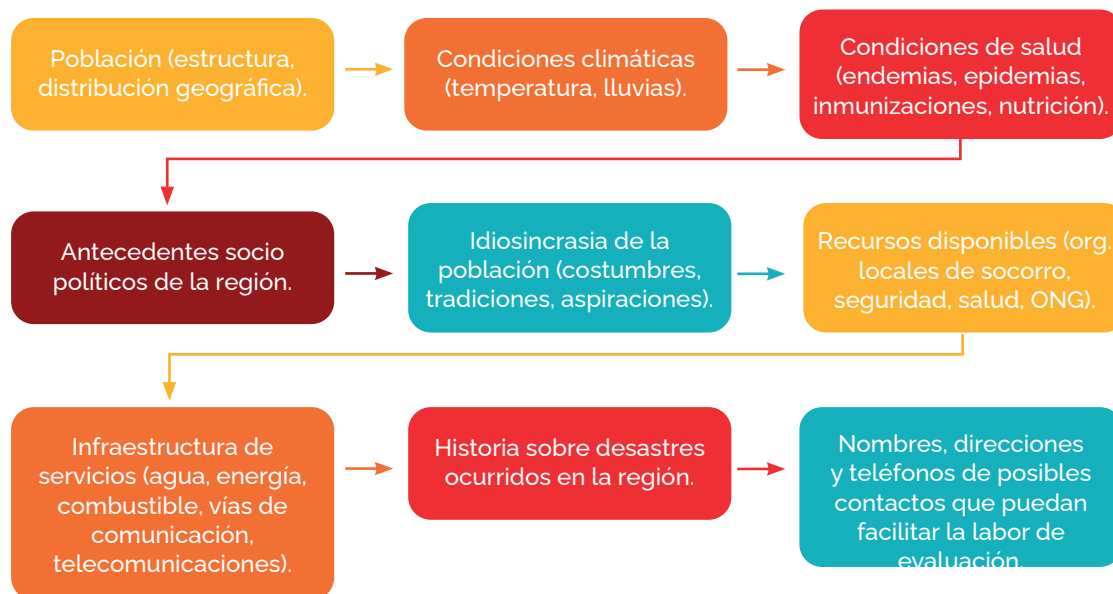 Población (estructura,
distribución geográfica).
Condiciones climáticas
(temperatura, lluvias).
Condiciones de salud
(endemias, epidemias,
inmunizaciones, nutrición).
Antecedentes socio
políticos de la región.
Idiosincrasia de la
población (costumbres,
tradiciones, aspiraciones).
Recursos disponibles (org.
locales de socorro,
seguridad, salud, ONG).
Infraestructura de
servicios (agua, energía,
combustible, vías de
comunicación,
telecomunicaciones).
Historia sobre desastres
ocurridos en la región.
Nombres, direcciones
y teléfonos de posibles
contactos que puedan
facilitar la labor de
evaluación.